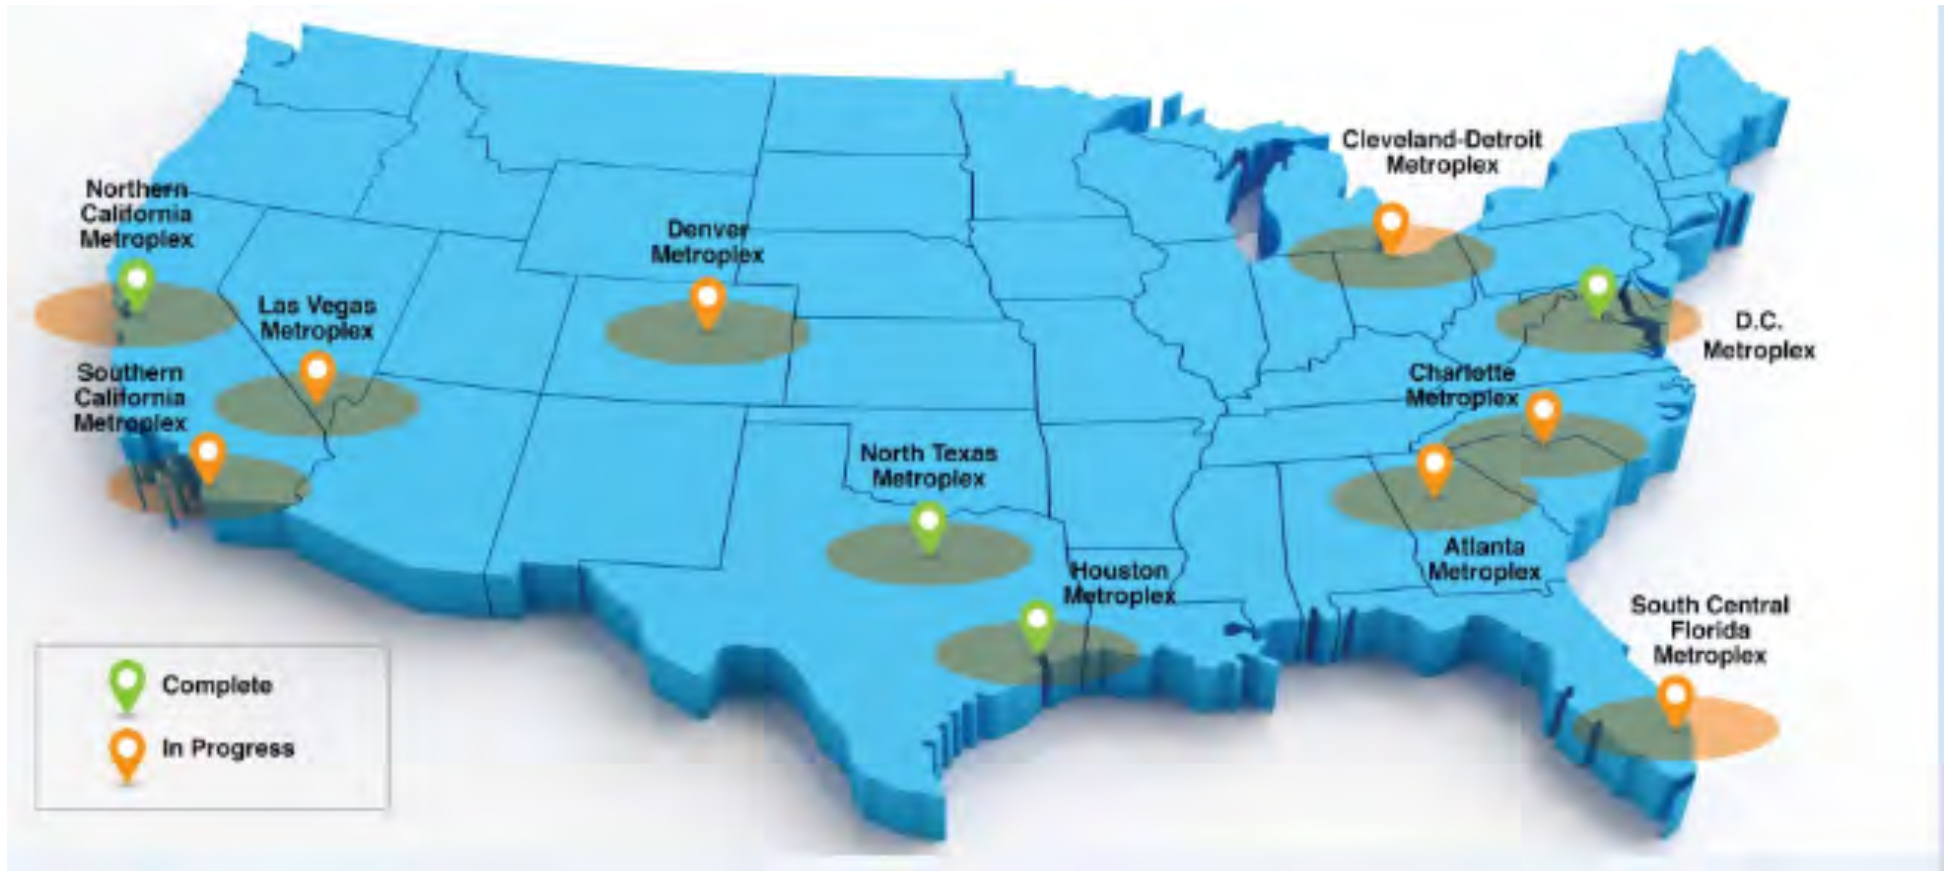 Cleveland-Detroit
Metroplex
Northern
California
Metroplex
Denver
Metroplex
Las Vegas
Metroplex
D.C.
Metroplex
Southern
California
Metroplex
Charlotte
Metroplex
North Texas
Metroplex
Atlanta
Metroplex
Houston
Metroplex
South Central
Florida
Metroplex
Complete
In Progress